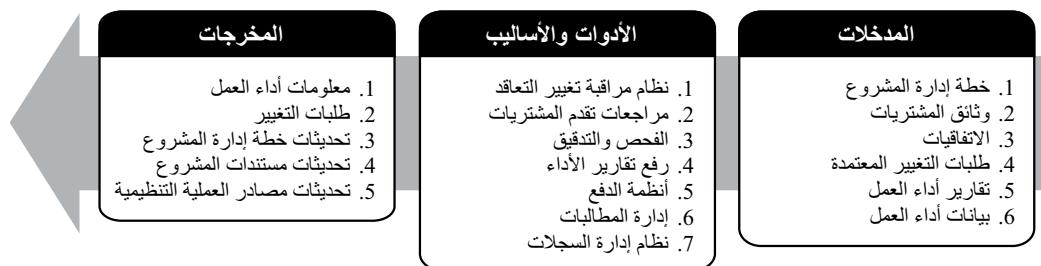 المدخلات
1. خطة إدارة المشروع
2. وثائق المشتريات
3. الاتفاقيات
4. طلبات التغيير المعتمدة
5. تقارير أداء العمل
6. بيانات أداء العمل
الأدوات والأساليب
1. نظام مراقبة تغيير التعاقد
2. مراجعات تقدم المشتريات
3. الفحص والتدقيق
4. رفع تقارير الأداء
5. أنظمة الدفع
6. إدارة المطالبات
7. نظام إدارة السجلات
المخرجات
1. معلومات أداء العمل
2. طلبات التغيير
3. تحديثات خطة إدارة المشروع
4. تحديثات مستندات المشروع
5. تحديثات مصادر العملية التنظيمية